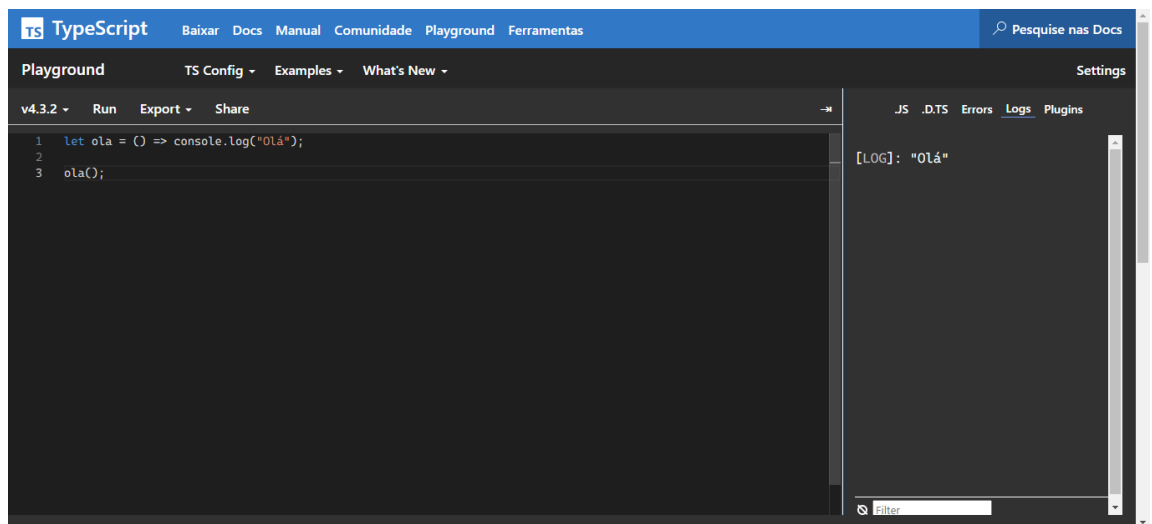 TS TypeScript Baixar Docs Manual Comunidade Playground Ferramentas Pesquise nas Docs
Playground TS Config Examples What's New Settings
v4.3.2 Run Export Share .JS .D.TS Errors Logs Plugins
1 let ola = () => console.log("Olá");
2
3 ola();
[LOG]: "Olá"
Filter